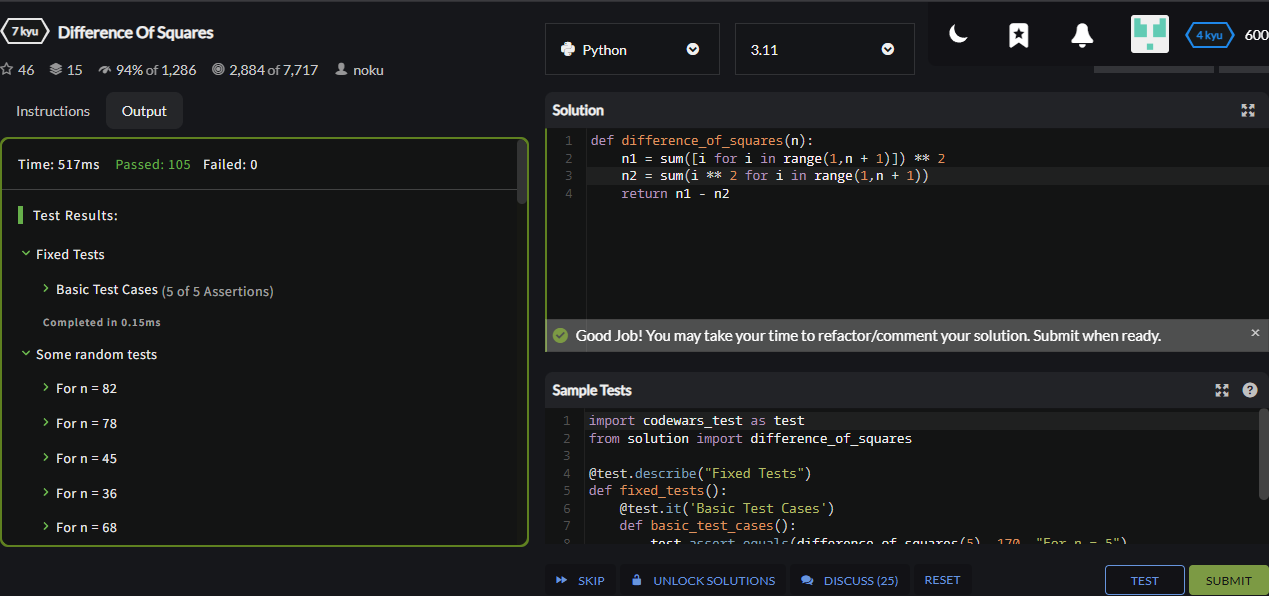 7 kyu Difference Of Squares
46 15 94% of 1,286 2,884 of 7,717 noku
Python
3.11
4 kyu 600
Instructions Output
Time: 517ms Passed: 105 Failed: 0
Test Results:
Fixed Tests
Basic Test Cases (5 of 5 Assertions)
Completed in 0.15ms
Some random tests
For n = 82
For n = 78
For n = 45
For n = 36
For n = 68
Solution
1 def difference_of_squares(n):
2 n1 = sum([i for i in range(1,n + 1)]) ** 2
3 n2 = sum(i ** 2 for i in range(1,n + 1))
4 return n1 - n2
Good Job! You may take your time to refactor/comment your solution. Submit when ready.
Sample Tests
1 import codewars_test as test
2 from solution import difference_of_squares
3
4 @test.describe("Fixed Tests")
5 def fixed_tests():
6 @test.it('Basic Test Cases')
7 def basic_test_cases():
8 test.assert_equals(difference_of_squares(5), 170, "For n = 5")
SKIP UNLOCK SOLUTIONS DISCUSS (25) RESET TEST SUBMIT